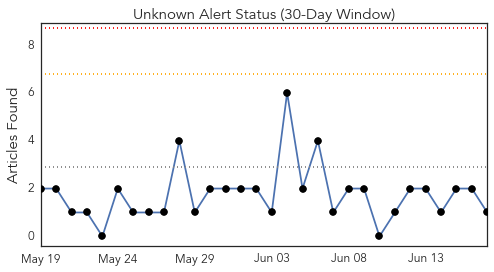 Unknown Alert Status (30-Day Window)
Articles Found
8
6
4
2
0
May 19 May 24 May 29 Jun 03 Jun 08 Jun 13